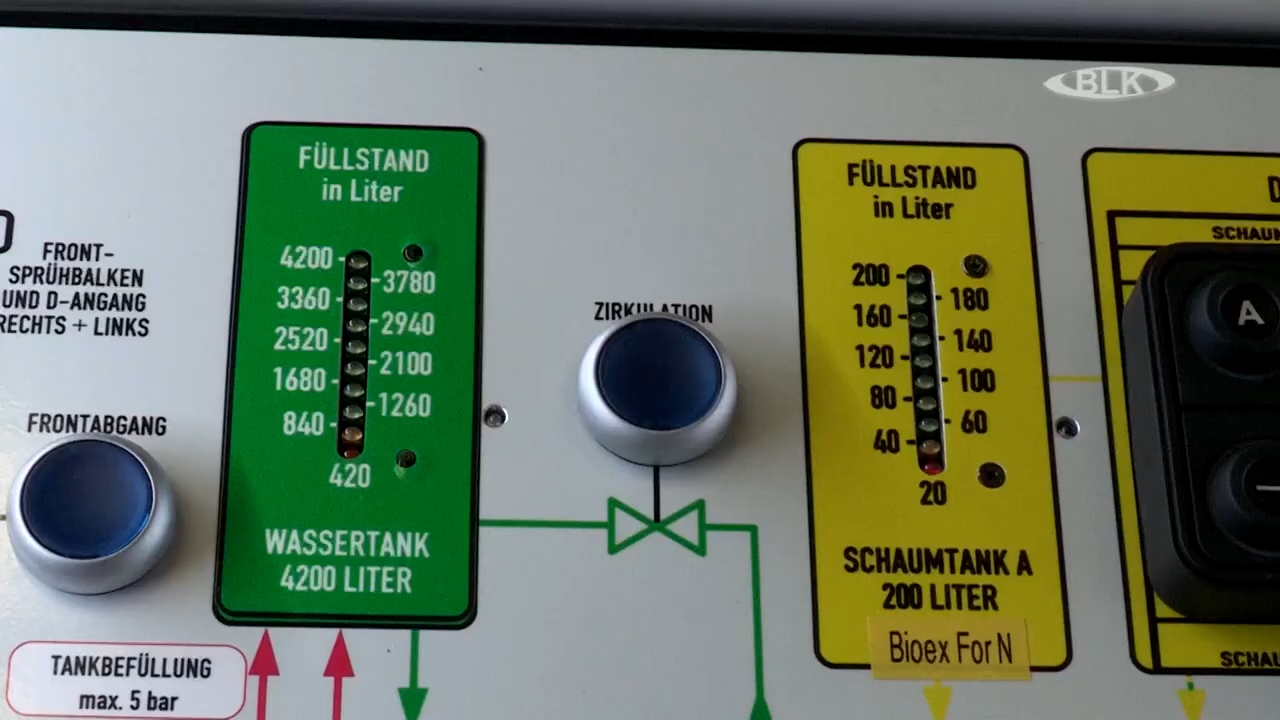 BLK
FRONT-
SPRÜHBALKEN
UND D-ANGANG
RECHTS + LINKS
FRONTABGANG
FÜLLSTAND
in Liter
4200
3780
3360
2940
2520
2100
1680
1260
840
420
WASSERTANK
4200 LITER
TANKBEFÜLLUNG
max. 5 bar
ZIRKULATION
FÜLLSTAND
in Liter
200
180
160
140
120
100
80
60
40
20
SCHAUMTANK A
200 LITER
Bioex For N
A